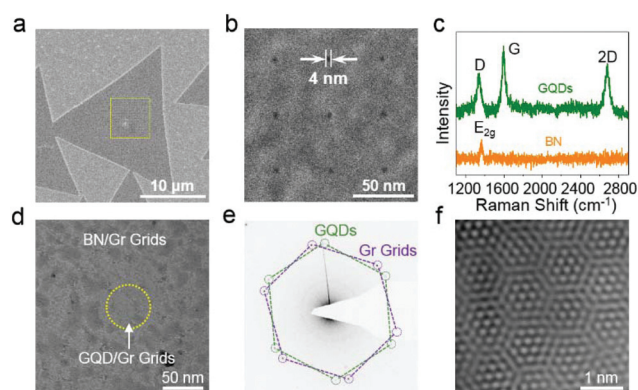 a
10 μm
b
4 nm
50 nm
c
Intensity
D
G
2D
GQDs
E2g
BN
1200 1600 2000 2400 2800
Raman Shift (cm-1)
d
BN/Gr Grids
GQD/Gr Grids
50 nm
e
GQDs
Gr Grids
f
1 nm